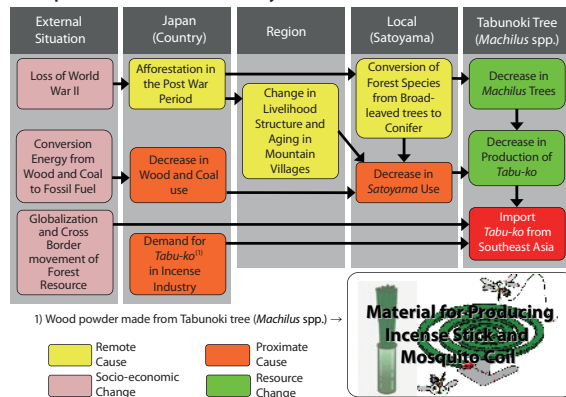 External
Situation
Japan
(Country)
Region
Local
(Satoyama)
Tabunoki Tree
(Machilus spp.)
Loss of World
War II
Afforestation in
the Post War
Period
Change in
Livelihood
Structure and
Aging in
Mountain
Villages
Conversion of
Forest Species
from Broad-
leaved trees to
Conifer
Decrease in
Machilus Trees
Conversion
Energy from
Wood and Coal
to Fossil Fuel
Decrease in
Wood and Coal
use
Decrease in
Satoyama Use
Decrease in
Production of
Tabu-ko
Globalization
and Cross
Border
movement of
Forest
Resource
Demand for
Tabu-ko(1)
in Incense
Industry
Import
Tabu-ko from
Southeast Asia
1) Wood powder made from Tabunoki tree (Machilus spp.) →
Material for Producing
Incense Stick and
Mosquito Coil
Remote
Cause
Proximate
Cause
Socio-economic
Change
Resource
Change